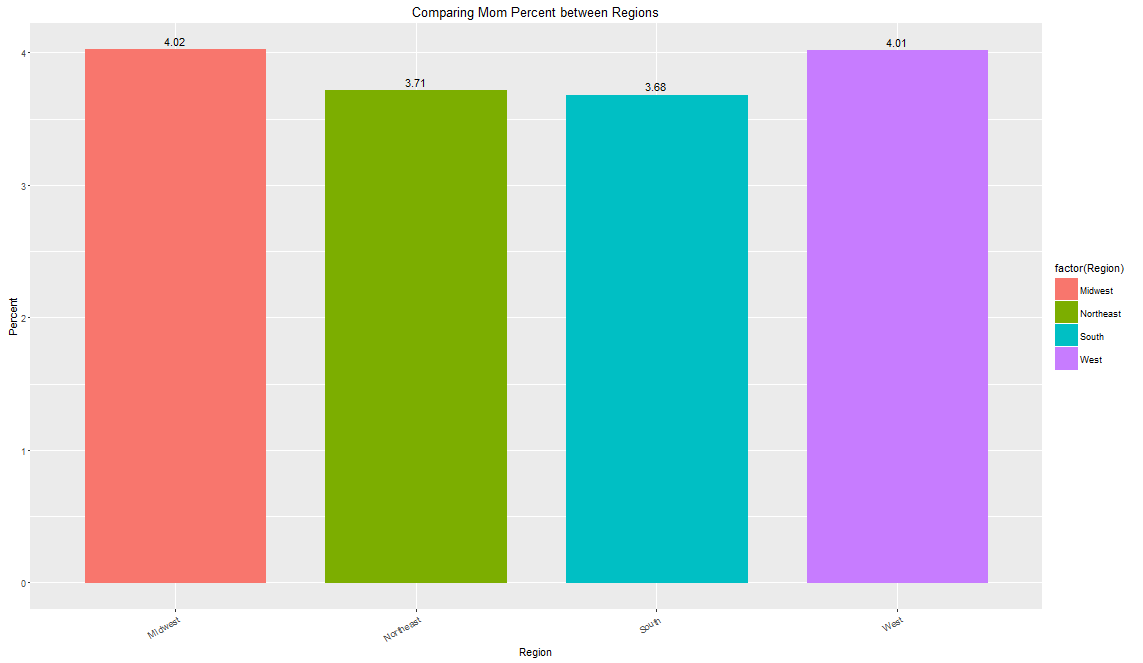 Comparing Mom Percent between Regions
4.02
3.71
3.68
4.01
4
3
2
1
0
Percent
Midwest
Northeast
South
West
Region
factor(Region)
Midwest
Northeast
South
West